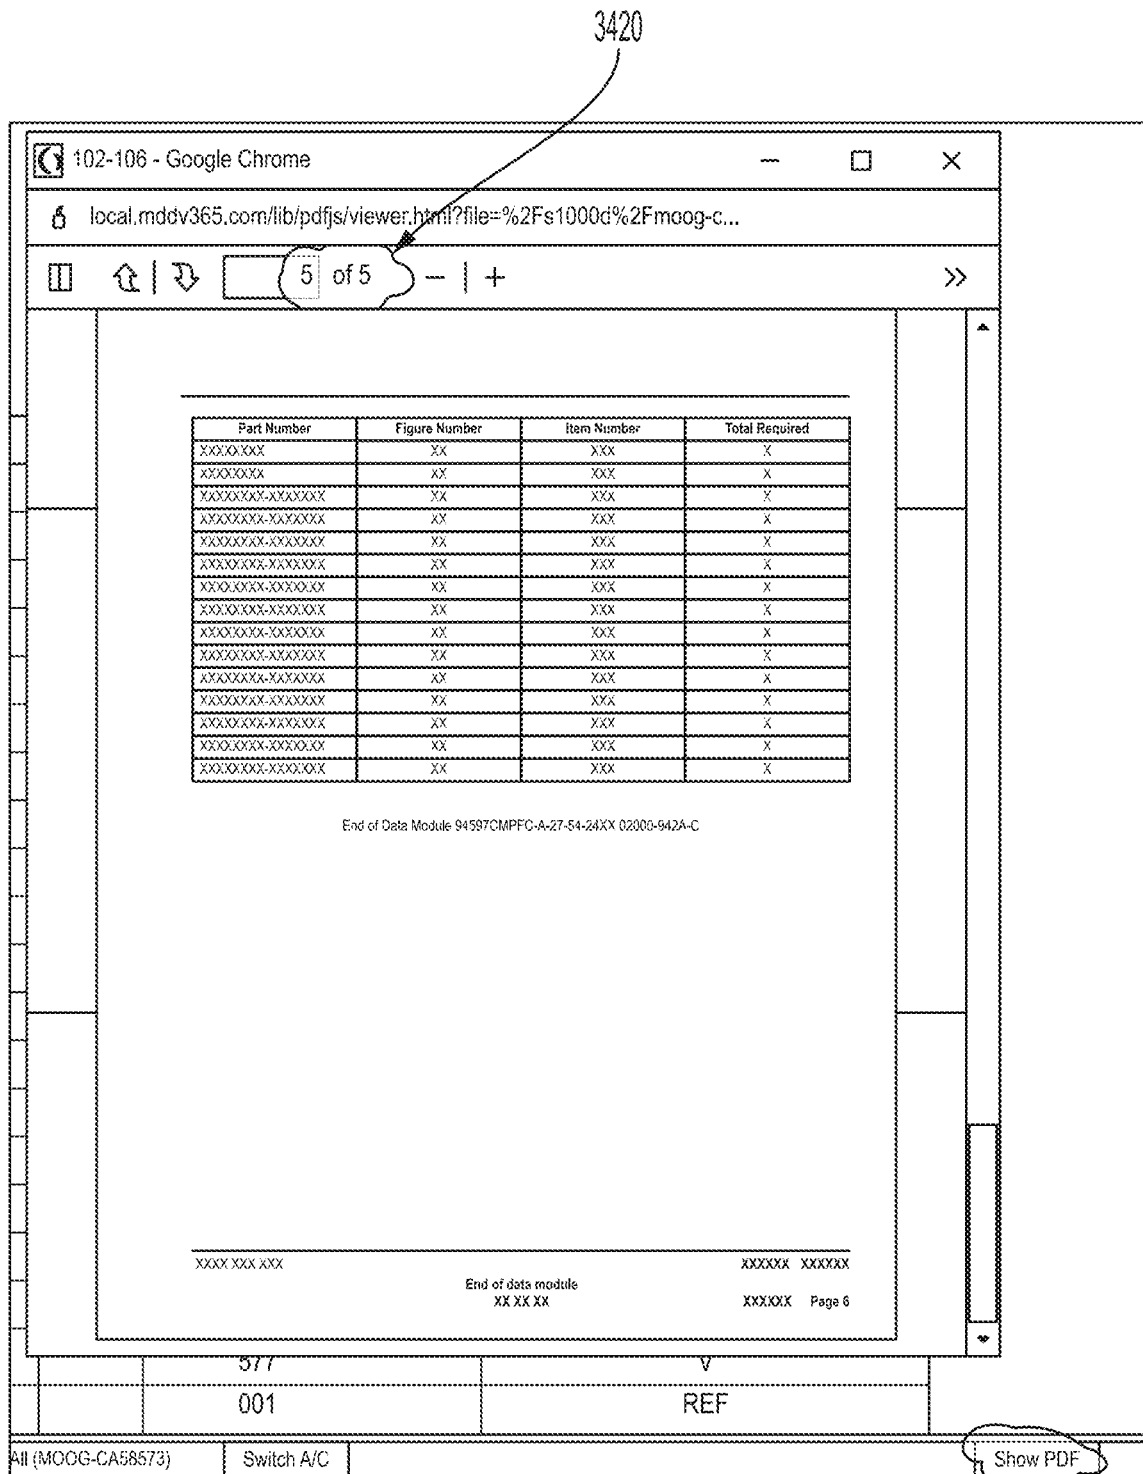 3420
102-106 - Google Chrome
local.mddv365.com/lib/pdfjs/viewer.html?file=%2Fs1000d%2Fmoog-c...
5 of 5
Part Number Figure Number Item Number Total Required
XXXXXXXX XX XXX X
XXXXXXXX XX XXX X
XXXXXXXX-XXXXXXX XX XXX X
XXXXXXXX-XXXXXXX XX XXX X
XXXXXXXX-XXXXXXX XX XXX X
XXXXXXXX-XXXXXXX XX XXX X
XXXXXXXX-XXXXXXX XX XXX X
XXXXXXXX-XXXXXXX XX XXX X
XXXXXXXX-XXXXXXX XX XXX X
XXXXXXXX-XXXXXXX XX XXX X
XXXXXXXX-XXXXXXX XX XXX X
XXXXXXXX-XXXXXXX XX XXX X
XXXXXXXX-XXXXXXX XX XXX X
XXXXXXXX-XXXXXXX XX XXX X
XXXXXXXX-XXXXXXX XX XXX X
End of Data Module 94597CMPFC-A-27-54-24XX 02000-942A-C
XXXX XXX XXX XXXXXX XXXXXX
End of data module
XX XX XX XXXXXX Page 6
577 V
001 REF
All (MOOG-CA58573) Switch A/C Show PDF